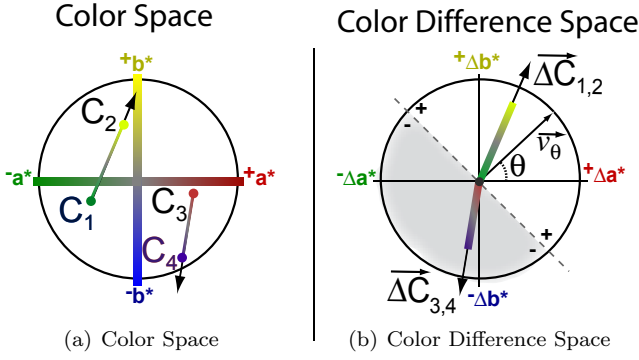 Color Space
+b*
C2
-a*
+a*
C1
C3
C4
-b*
(a) Color Space
Color Difference Space
+Δb*
ΔC1,2
+
-
vθ
θ
-Δa*
+Δa*
+
-
ΔC3,4
-Δb*
(b) Color Difference Space